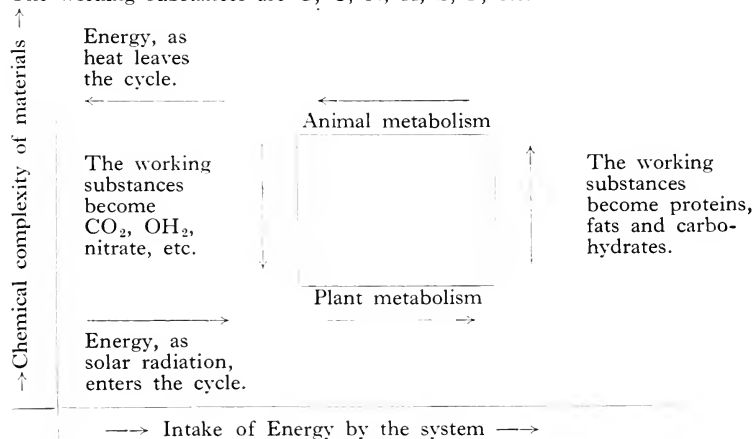 Energy, as
heat leaves
the cycle.
Animal metabolism
The working
substances
become
CO₂, OH₂,
nitrate, etc.
The working
substances
become proteins,
fats and carbo-
hydrates.
Plant metabolism
Energy, as
solar radiation,
enters the cycle.
Chemical complexity of materials
Intake of Energy by the system